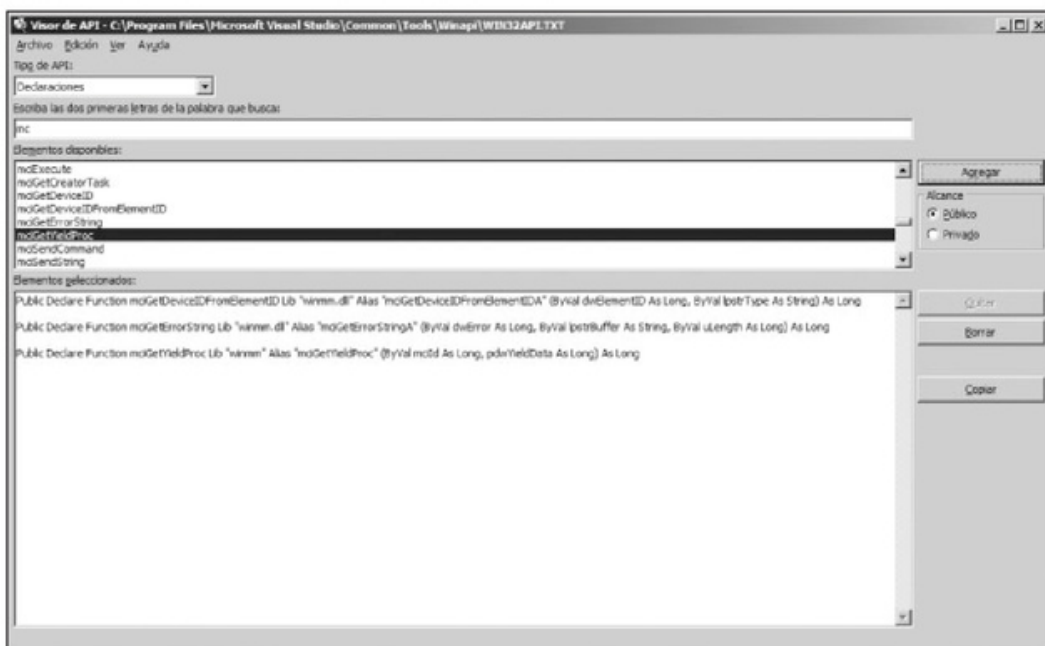 Visor de API - C:\Program Files\Microsoft Visual Studio\Common\Tools\Winapi\WIN32API.TXT
Archivo Edición Ver Ayuda
Tipo de API:
Declaraciones
Escriba las dos primeras letras de la palabra que busca:
mc
Elementos disponibles:
mciExecute
mciGetCreatorTask
mciGetDeviceID
mciGetDeviceIDFromElementID
mciGetErrorString
mciGetYieldProc
mciSendCommand
mciSendString
Agregar
Alcance
Público
Privado
Elementos seleccionados:
Public Declare Function mciGetDeviceIDFromElementID Lib "winmm.dll" Alias "mciGetDeviceIDFromElementIDA" (ByVal dwElementID As Long, ByVal lpstrType As String) As Long
Public Declare Function mciGetErrorString Lib "winmm.dll" Alias "mciGetErrorStringA" (ByVal dwError As Long, ByVal lpstrBuffer As String, ByVal uLength As Long) As Long
Public Declare Function mciGetYieldProc Lib "winmm" Alias "mciGetYieldProc" (ByVal mciId As Long, pdwYieldData As Long) As Long
Quitar
Borrar
Copiar